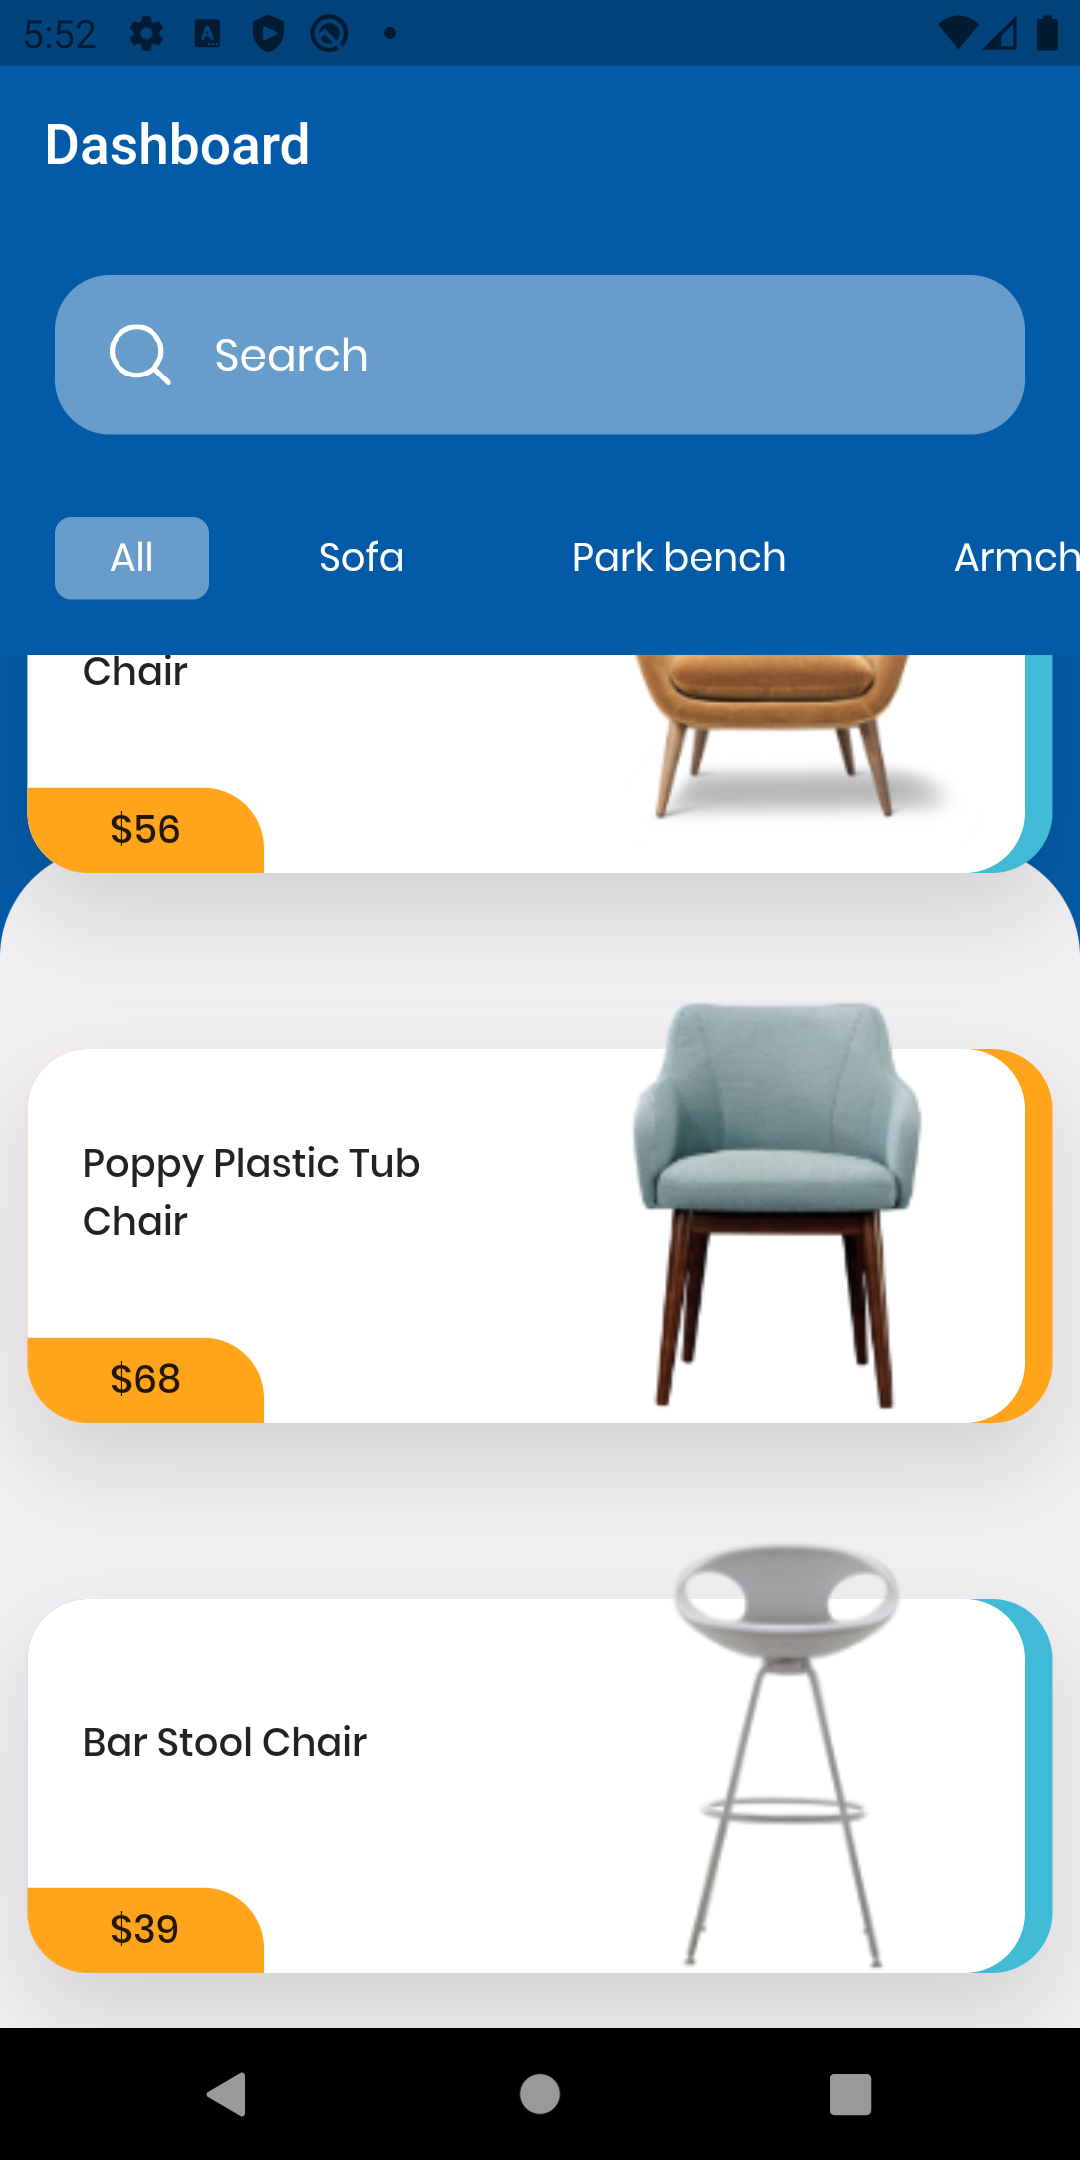 5:52
Dashboard
Search
All Sofa Park bench Armch
Chair
$56
Poppy Plastic Tub
Chair
$68
Bar Stool Chair
$39